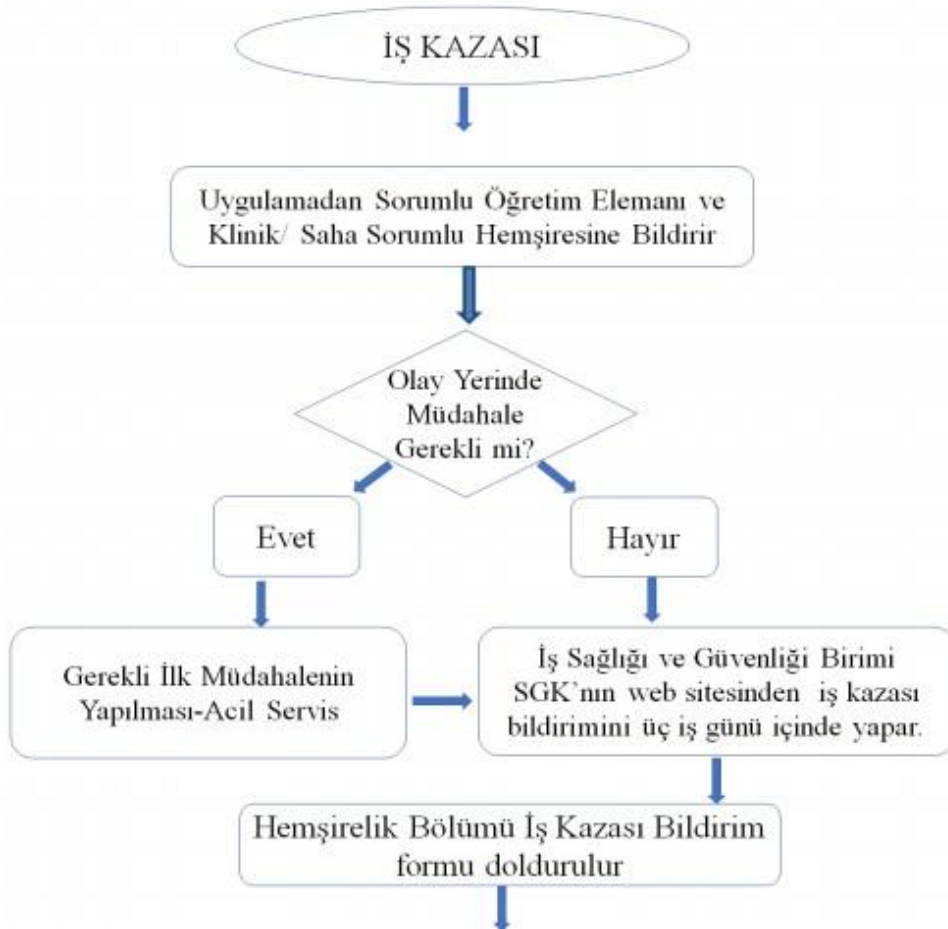 İŞ KAZASI
Uygulamadan Sorumlu Öğretim Elemanı ve
Klinik/ Saha Sorumlu Hemşiresine Bildirir
Olay Yerinde
Müdahale
Gerekli mi?
Evet
Hayır
Gerekli İlk Müdahalenin
Yapılması-Acil Servis
İş Sağlığı ve Güvenliği Birimi
SGK’nın web sitesinden iş kazası
bildirimini üç iş günü içinde yapar.
Hemşirelik Bölümü İş Kazası Bildirim
formu doldurulur